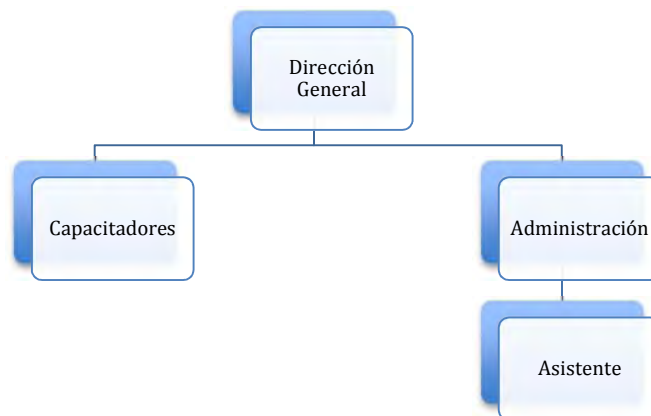 Dirección
General
Capacitadores
Administración
Asistente